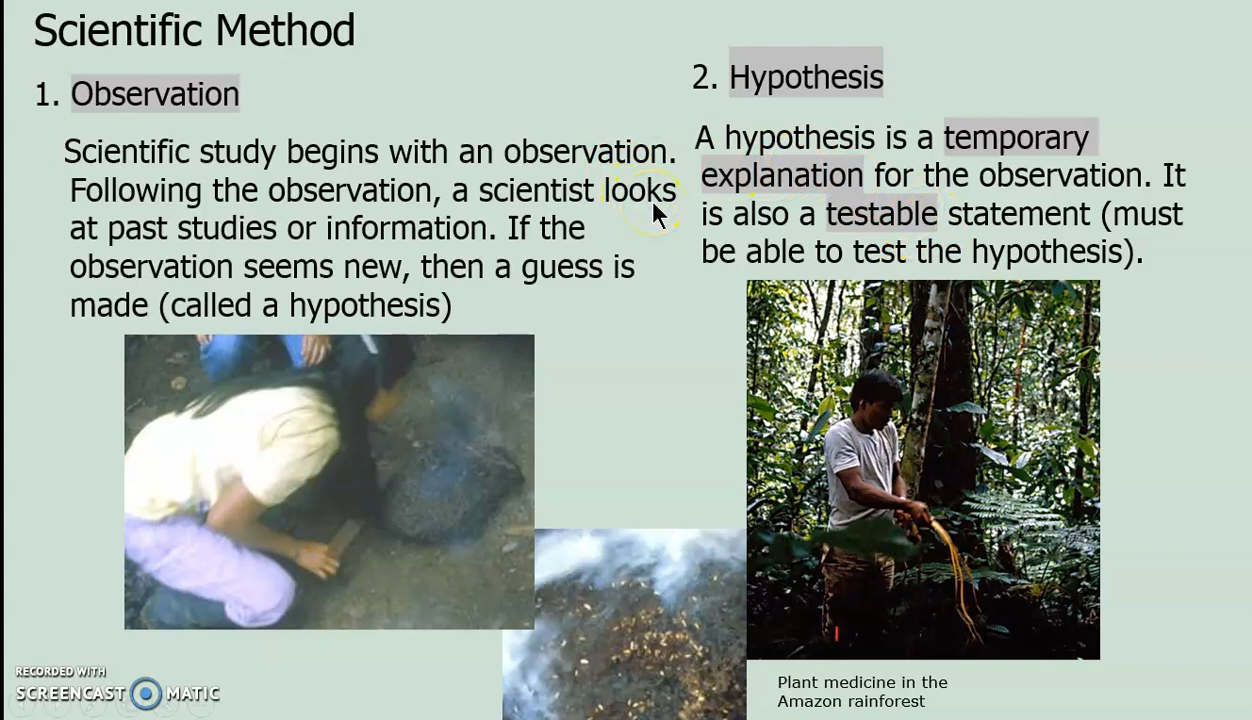 Scientific Method
1. Observation
Scientific study begins with an observation.
Following the observation, a scientist looks
at past studies or information. If the
observation seems new, then a guess is
made (called a hypothesis)
2. Hypothesis
A hypothesis is a temporary
explanation for the observation. It
is also a testable statement (must
be able to test the hypothesis).
Plant medicine in the
Amazon rainforest
RECORDED WITH
SCREENCAST MATIC